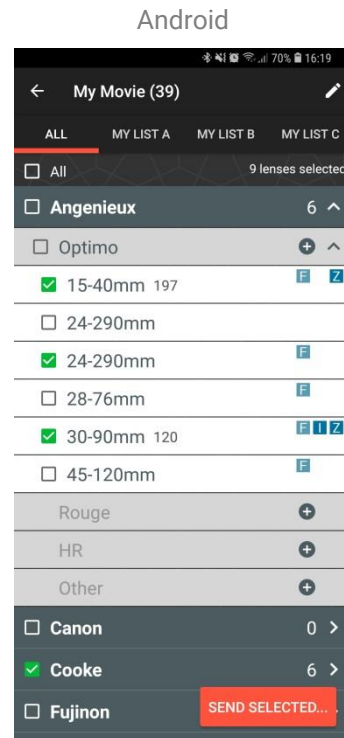 Android
70% 16:19
My Movie (39)
ALL MY LIST A MY LIST B MY LIST C
All 9 lenses selected
Angenieux 6
Optimo
15-40mm 197 F Z
24-290mm
24-290mm F
28-76mm F
30-90mm 120 F I Z
45-120mm F
Rouge
HR
Other
Canon 0
Cooke 6
Fujinon SEND SELECTED...